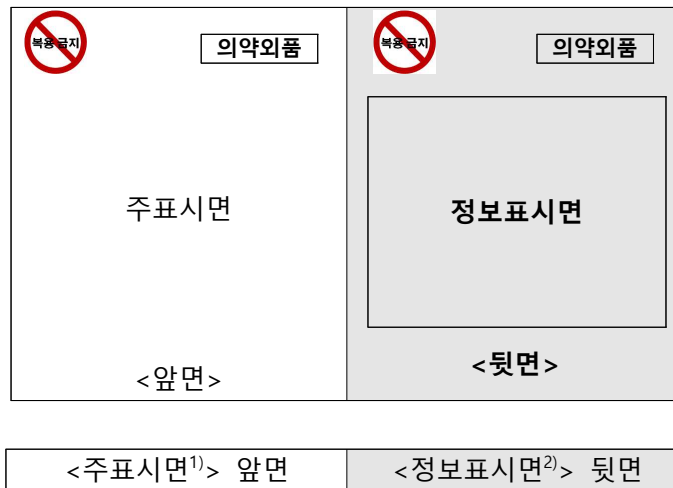 복용 금지 의약외품
복용 금지 의약외품
주표시면
정보표시면
<앞면>
<뒷면>
<주표시면1)> 앞면
<정보표시면2)> 뒷면